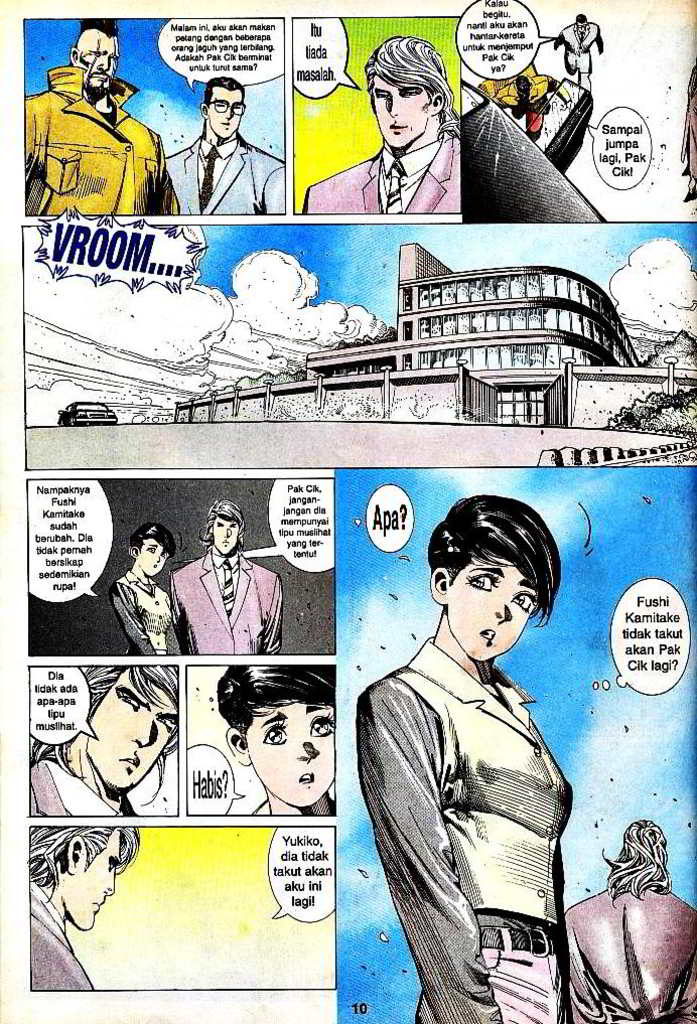 Malam ini, aku akan makan
petang dengan beberapa
orang jaguh yang terbilang.
Adakah Pak Cik berminat
untuk turut sama?
Itu
tiada
masalah.
Kalau
begitu,
aku akan
hantar-kereta
untuk menjemput
Pak Cik
ya?
Sampai
jumpa
lagi, Pak
Cik!
VROOM....
Nampaknya
Fushi
Kamitake
sudah
berubah. Dia
tidak pernah
bersikap
sedemikian
rupa!
Pak Cik,
jangan-
jangan dia
mempunyai
tipu muslihat
yang ter-
tentu!
Apa?
Fushi
Kamitake
tidak takut
akan Pak
Cik lagi?
Dia
tidak ada
apa-apa
tipu
muslihat.
Habis?
Yukiko,
dia tidak
takut akan
aku ini
lagi!
10